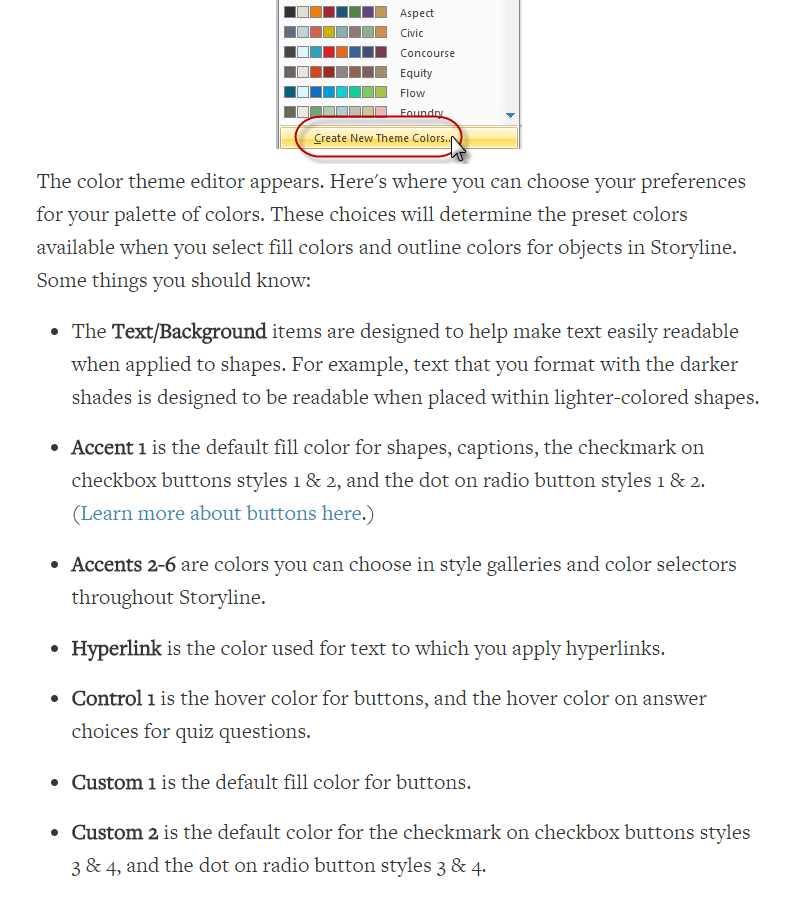 Aspect
Civic
Concourse
Equity
Flow
Foundry
Create New Theme Colors...
The color theme editor appears. Here's where you can choose your preferences
for your palette of colors. These choices will determine the preset colors
available when you select fill colors and outline colors for objects in Storyline.
Some things you should know:
• The Text/Background items are designed to help make text easily readable
when applied to shapes. For example, text that you format with the darker
shades is designed to be readable when placed within lighter-colored shapes.
• Accent 1 is the default fill color for shapes, captions, the checkmark on
checkbox buttons styles 1 & 2, and the dot on radio button styles 1 & 2.
(Learn more about buttons here.)
• Accents 2-6 are colors you can choose in style galleries and color selectors
throughout Storyline.
• Hyperlink is the color used for text to which you apply hyperlinks.
• Control 1 is the hover color for buttons, and the hover color on answer
choices for quiz questions.
• Custom 1 is the default fill color for buttons.
• Custom 2 is the default color for the checkmark on checkbox buttons styles
3 & 4, and the dot on radio button styles 3 & 4.